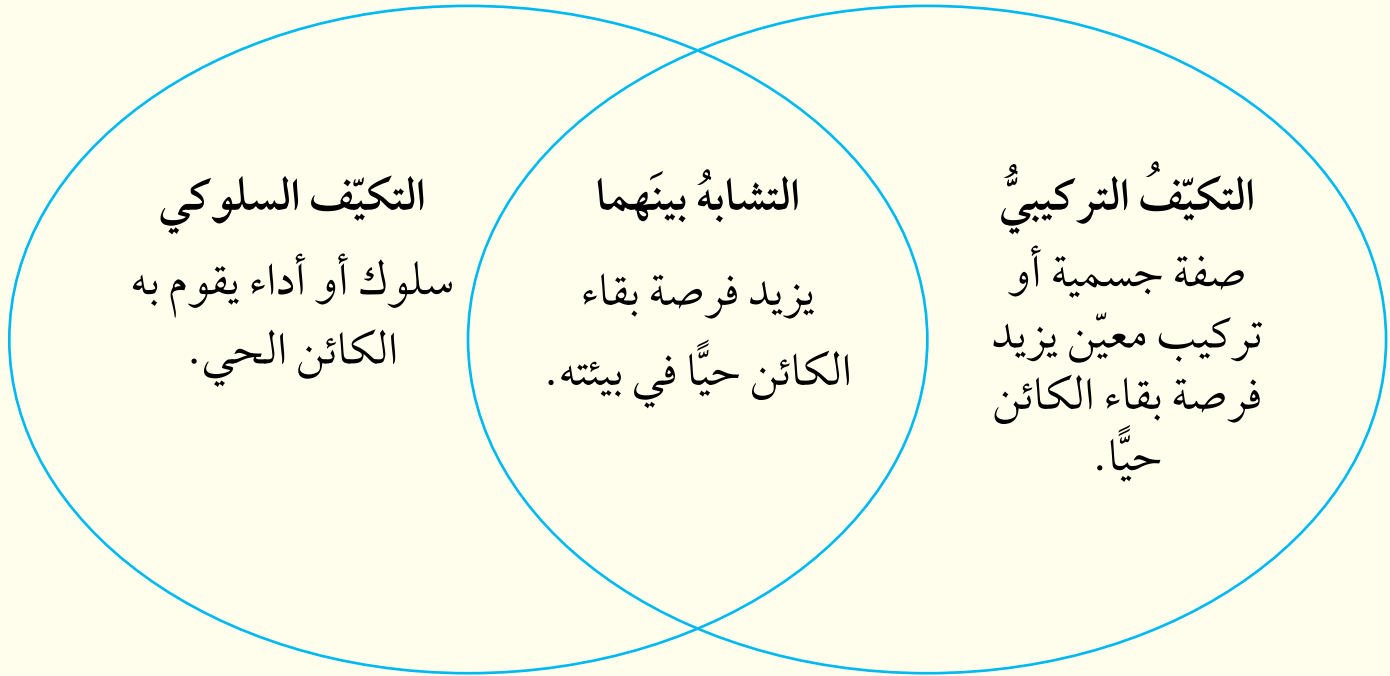 التكيّفُ التركيبيُّ
صفة جسمية أو
تركيب معيّن يزيد
فرصة بقاء الكائن
حيًّا.
التشابهُ بينَهما
يزيد فرصة بقاء
الكائن حيًّا في بيئته.
التكيّف السلوكي
سلوك أو أداء يقوم به
الكائن الحي.